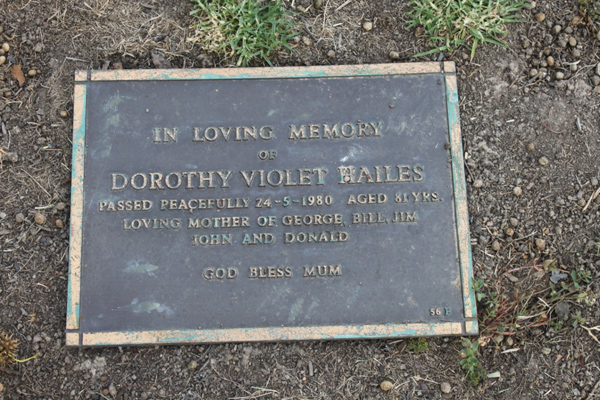 IN LOVING MEMORY
OF
DOROTHY VIOLET HAILES
PASSED PEACEFULLY 24-5-1980 AGED 81 YRS.
LOVING MOTHER OF GEORGE, BILL, JIM
JOHN AND DONALD
GOD BLESS MUM